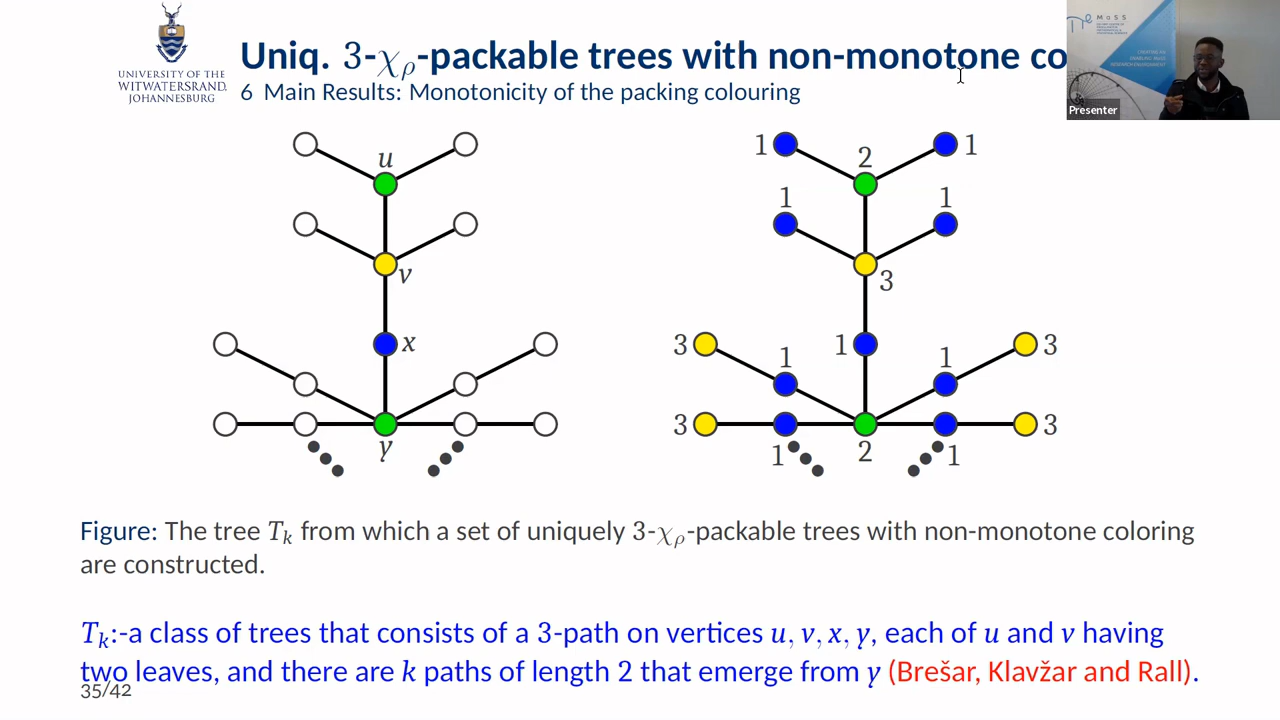 UNIVERSITY OF THE
WITWATERSRAND,
JOHANNESBURG
Uniq. 3-χρ-packable trees with non-monotone co
6 Main Results: Monotonicity of the packing colouring
MaSS
Presenter
u
v
x
y
1 2 1
1 1
3
3 1 1 1 3
3 1 2 1 3
Figure: The tree Tk from which a set of uniquely 3-χρ-packable trees with non-monotone coloring
are constructed.
Tk:-a class of trees that consists of a 3-path on vertices u, v, x, y, each of u and v having
two leaves, and there are k paths of length 2 that emerge from y (Brešar, Klavžar and Rall).
35/42